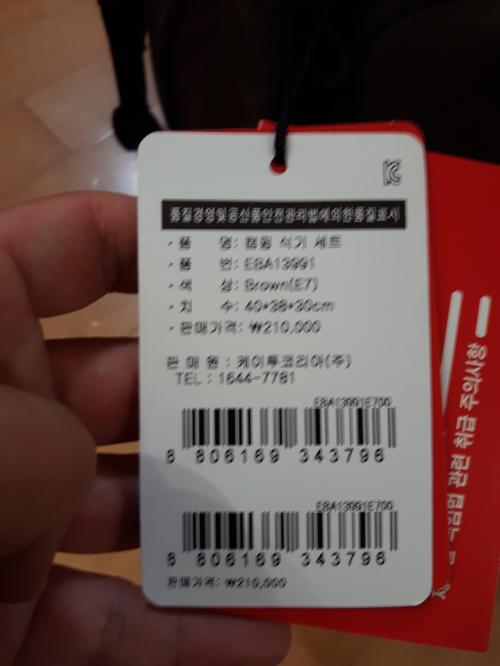 품질경영및공산품안전관리법에의한품질표시
· 품 명: 캠핑 식기 세트
· 품 번: EBA13991
· 색 상: Brown(E7)
· 치 수: 40*38*30cm
· 판매가격: ₩210,000
판 매 원 : 케이투코리아(주)
TEL : 1644-7781
EBA13991E700
8 806169 343796
EBA13991E700
8 806169 343796
판매가격: ₩210,000
관련 취급 주의사항